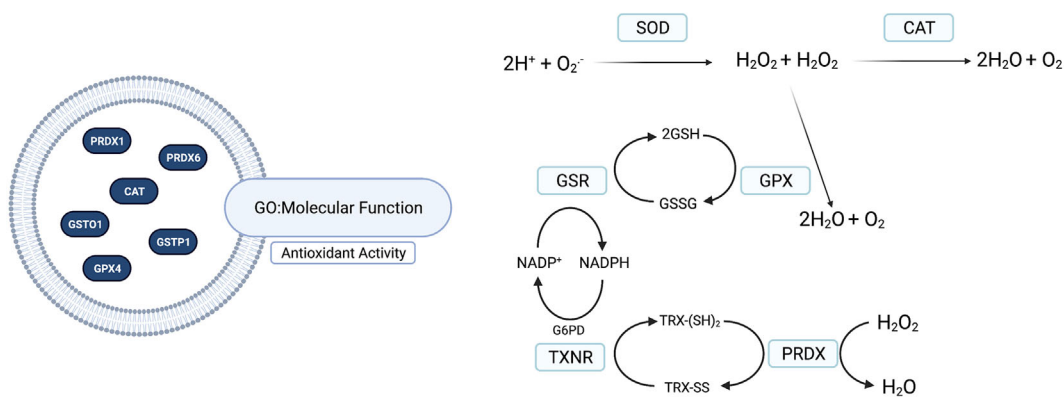 PRDX1
PRDX6
CAT
GSTO1
GSTP1
GPX4
GO:Molecular Function
Antioxidant Activity
SOD
CAT
2H⁺ + O₂·⁻
H₂O₂ + H₂O₂
2H₂O + O₂
2GSH
GSR
GPX
GSSG
2H₂O + O₂
NADP⁺
NADPH
G6PD
TXNR
TRX-(SH)₂
PRDX
TRX-SS
H₂O₂
H₂O